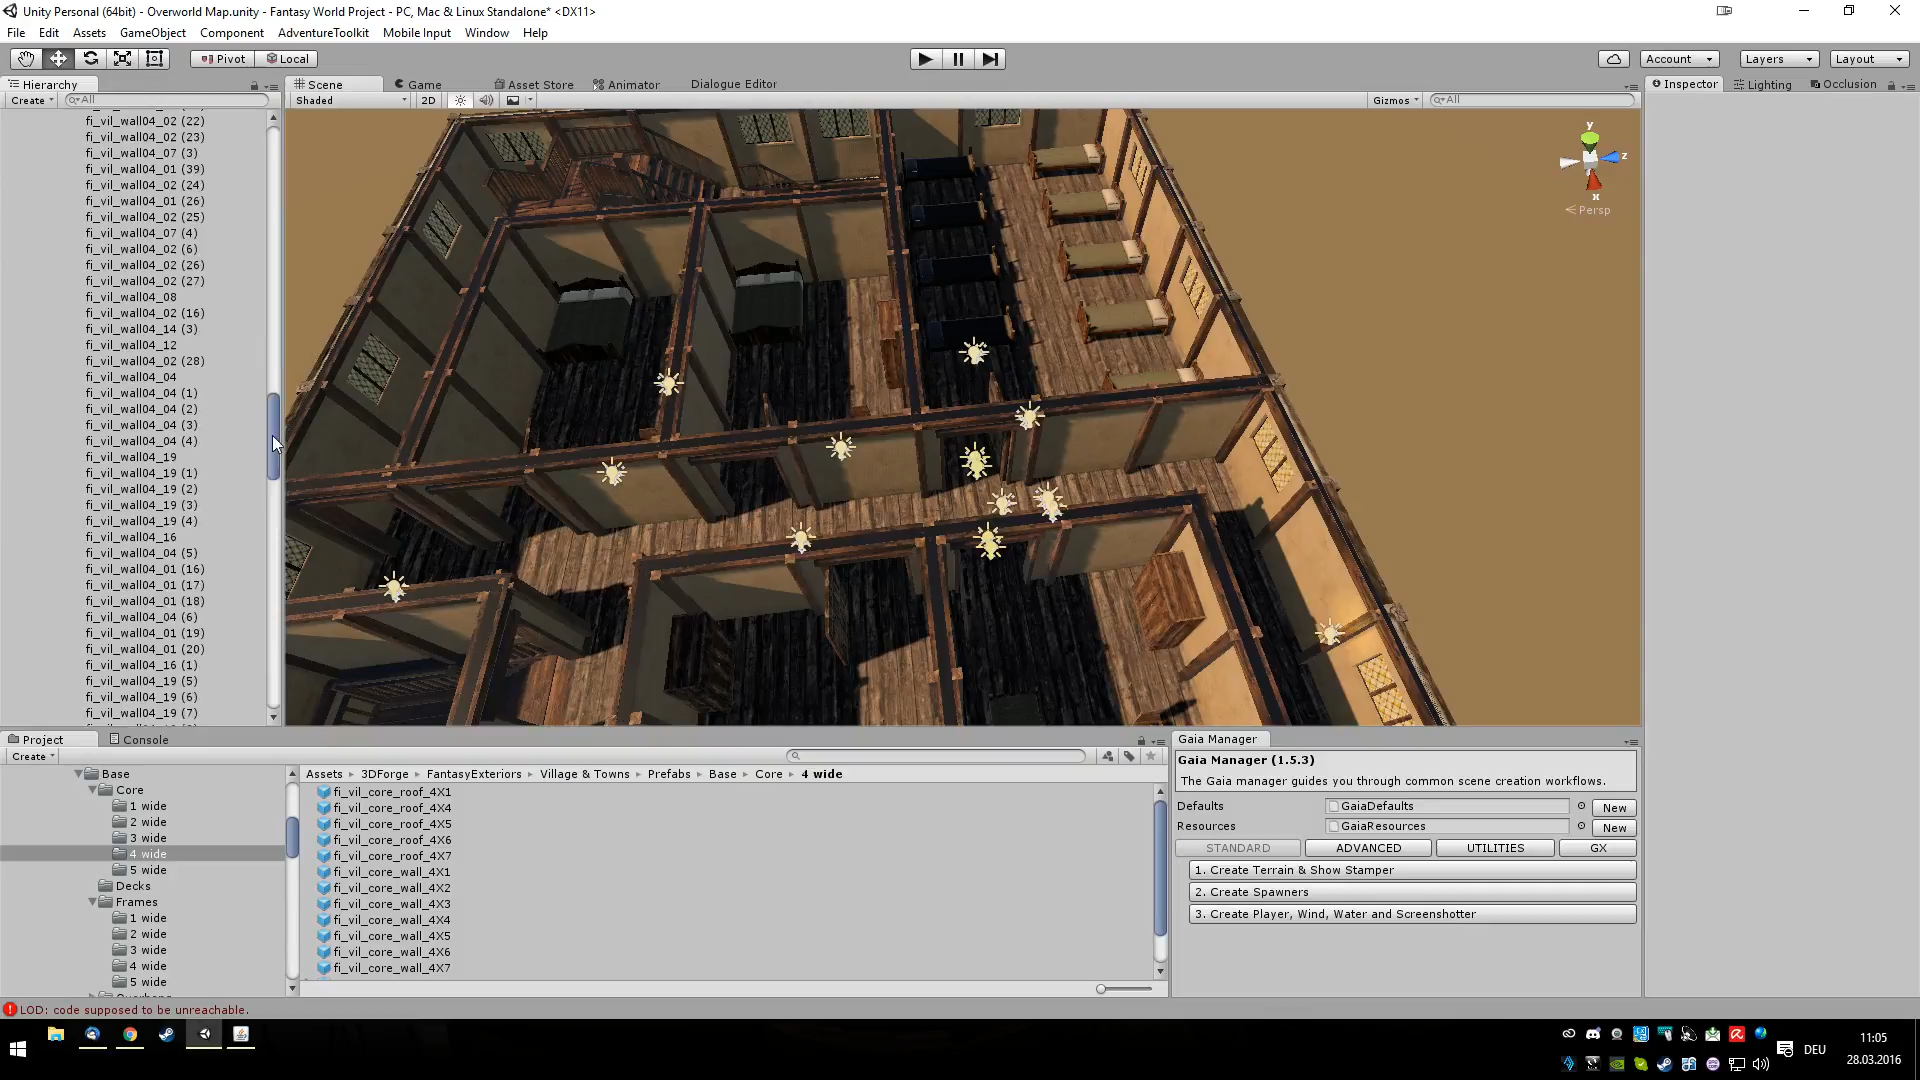 Unity Personal (64bit) - Overworld Map.unity - Fantasy World Project - PC, Mac & Linux Standalone* <DX11>
File Edit Assets GameObject Component AdventureToolkit Mobile Input Window Help
Pivot Local Account Layers Layout
Hierarchy Scene Game Asset Store Animator Dialogue Editor Inspector Lighting Occlusion
Create All Shaded 2D Gizmos All
fi_vil_wall04_02 (22)
fi_vil_wall04_02 (23)
fi_vil_wall04_07 (3)
fi_vil_wall04_01 (39)
fi_vil_wall04_02 (24)
fi_vil_wall04_01 (26)
fi_vil_wall04_02 (25)
fi_vil_wall04_07 (4)
fi_vil_wall04_02 (6)
fi_vil_wall04_02 (26)
fi_vil_wall04_02 (27)
fi_vil_wall04_08
fi_vil_wall04_02 (16)
fi_vil_wall04_14 (3)
fi_vil_wall04_12
fi_vil_wall04_02 (28)
fi_vil_wall04_04
fi_vil_wall04_04 (1)
fi_vil_wall04_04 (2)
fi_vil_wall04_04 (3)
fi_vil_wall04_04 (4)
fi_vil_wall04_19
fi_vil_wall04_19 (1)
fi_vil_wall04_19 (2)
fi_vil_wall04_19 (3)
fi_vil_wall04_19 (4)
fi_vil_wall04_16
fi_vil_wall04_04 (5)
fi_vil_wall04_01 (16)
fi_vil_wall04_01 (17)
fi_vil_wall04_01 (18)
fi_vil_wall04_04 (6)
fi_vil_wall04_01 (19)
fi_vil_wall04_01 (20)
fi_vil_wall04_16 (1)
fi_vil_wall04_19 (5)
fi_vil_wall04_19 (6)
fi_vil_wall04_19 (7)
y
z
x
Persp
Project Console
Create
Base
Core
1 wide
2 wide
3 wide
4 wide
5 wide
Decks
Frames
1 wide
2 wide
3 wide
4 wide
5 wide
Assets 3DForge FantasyExteriors Village & Towns Prefabs Base Core 4 wide
fi_vil_core_roof_4X1
fi_vil_core_roof_4X4
fi_vil_core_roof_4X5
fi_vil_core_roof_4X6
fi_vil_core_roof_4X7
fi_vil_core_wall_4X1
fi_vil_core_wall_4X2
fi_vil_core_wall_4X3
fi_vil_core_wall_4X4
fi_vil_core_wall_4X5
fi_vil_core_wall_4X6
fi_vil_core_wall_4X7
Gaia Manager
Gaia Manager (1.5.3)
The Gaia manager guides you through common scene creation workflows.
Defaults GaiaDefaults New
Resources GaiaResources New
STANDARD ADVANCED UTILITIES GX
1. Create Terrain & Show Stamper
2. Create Spawners
3. Create Player, Wind, Water and Screenshotter
LOD: code supposed to be unreachable.
DEU
11:05
28.03.2016